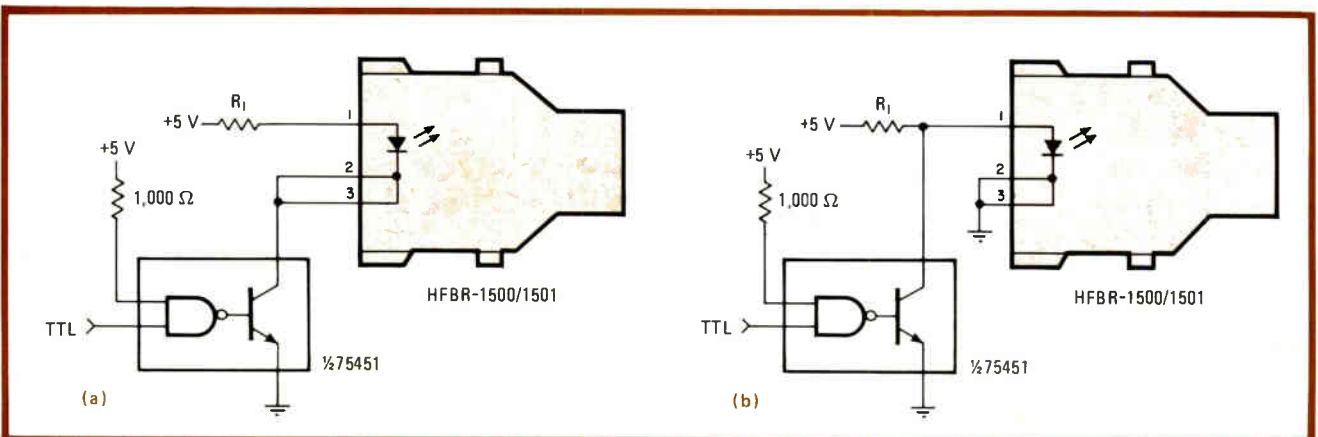 +5 V
R1
1
+5 V
1,000 Ω
2
3
TTL
HFBR-1500/1501
½75451
(a)
+5 V
R1
1
+5 V
1,000 Ω
2
3
TTL
HFBR-1500/1501
½75451
(b)